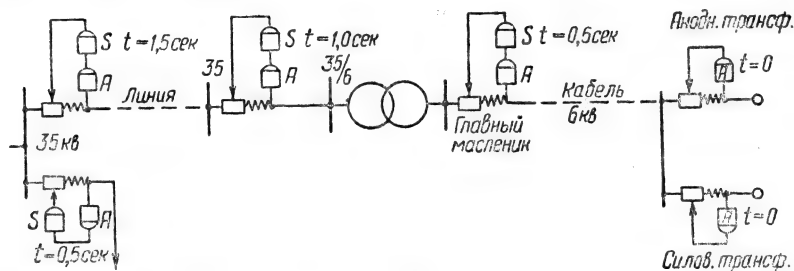 S t=1,5сек
A
Линия
35кв
S
A
t=0,5сек
35
S t=1,0сек
A
35/6
S t=0,5сек
A
Главный
масленик
Кабель
6кв
Анодн. трансф.
A t=0
A t=0
Силов. трансф.